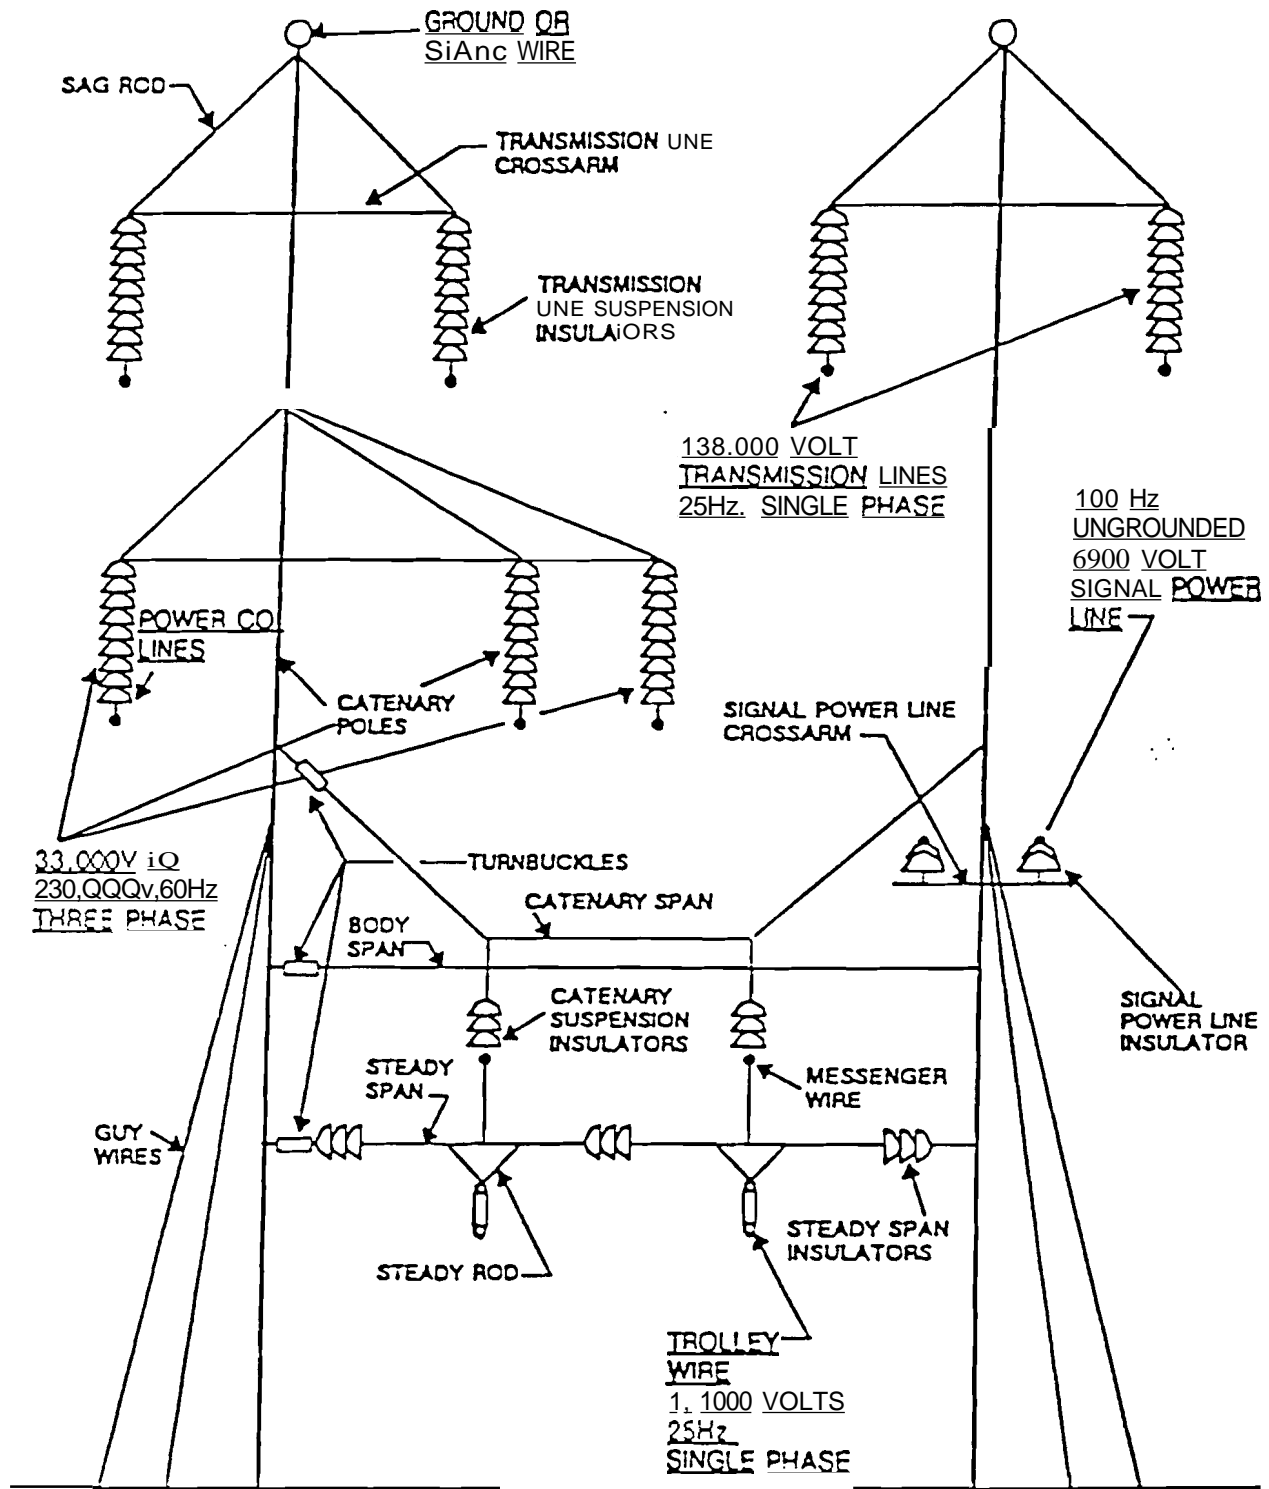 GROUND OR
SiAnc WIRE
SAG ROD
TRANSMISSION UNE
CROSSARM
TRANSMISSION
UNE SUSPENSION
INSULAiORS
138.000 VOLT
TRANSMISSION LINES
25Hz. SINGLE PHASE
100 Hz
UNGROUNDED
6900 VOLT
SIGNAL POWER
LINE
POWER CO
LINES
CATENARY
POLES
SIGNAL POWER LINE
CROSSARM
33,000V iQ
230,QQQv,60Hz
THREE PHASE
TURNBUCKLES
CATENARY SPAN
BODY
SPAN
CATENARY
SUSPENSION
INSULATORS
SIGNAL
POWER LINE
INSULATOR
STEADY
SPAN
MESSENGER
WIRE
GUY
WIRES
STEADY SPAN
INSULATORS
STEADY ROD
TROLLEY
WIRE
1, 1000 VOLTS
25Hz
SINGLE PHASE